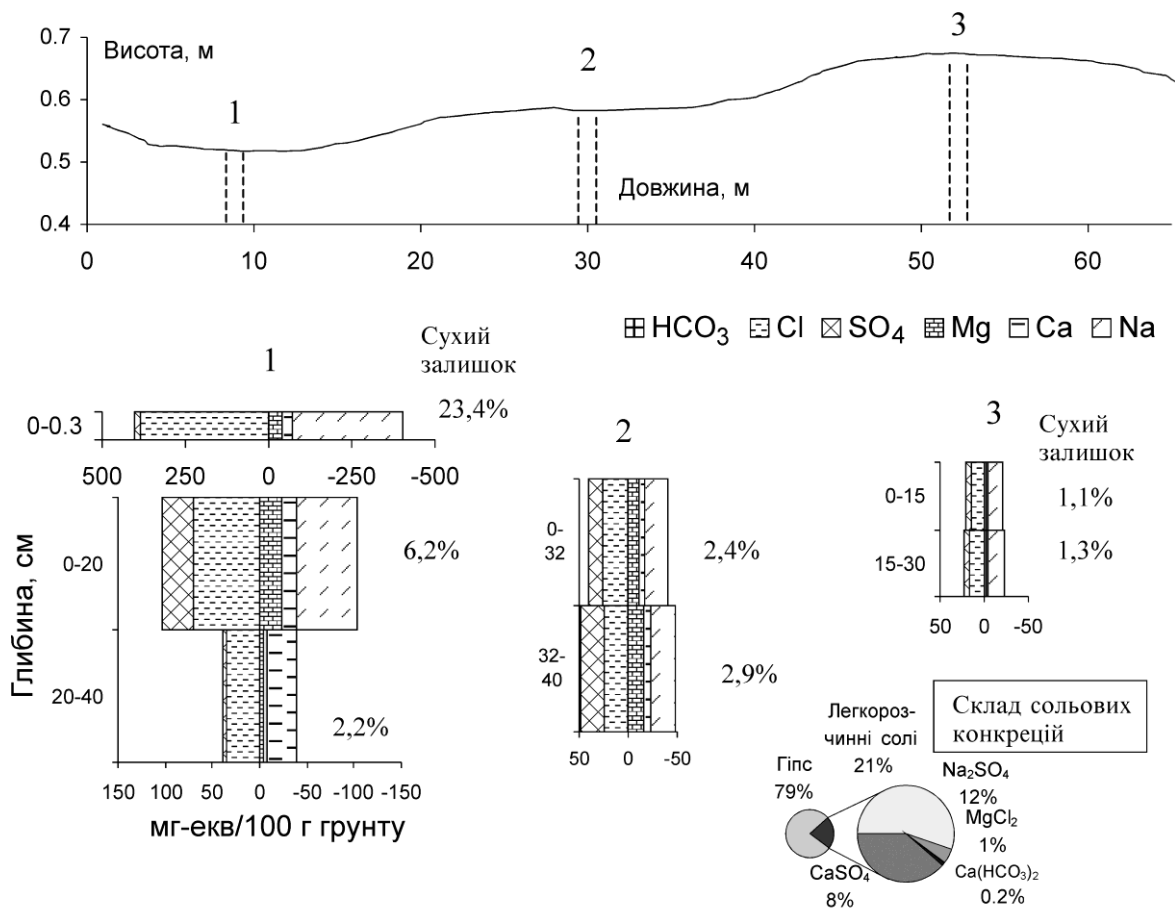 0.7
Висота, м
0.6
0.5
0.4
1
2
3
Довжина, м
0 10 20 30 40 50 60
HCO₃ Cl SO₄ Mg Ca Na
1
Сухий
залишок
0-0.3
23,4%
500 250 0 -250 -500
Глибина, см
0-20
6,2%
20-40
2,2%
150 100 50 0 -50 -100 -150
мг-екв/100 г грунту
2
0-
32
2,4%
32-
40
2,9%
50 0 -50
3
Сухий
залишок
0-15
1,1%
15-30
1,3%
50 0 -50
Склад сольових
конкрецій
Легкороз-
чинні солі
21%
Гіпс
79%
Na₂SO₄
12%
MgCl₂
1%
Ca(HCO₃)₂
0.2%
CaSO₄
8%